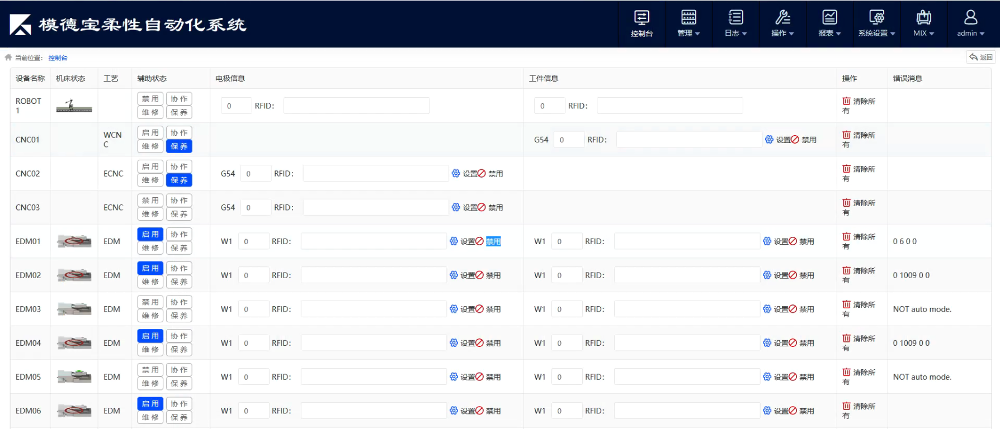 模德宝柔性自动化系统
控制台 管理 日志 操作 报表 系统设置 MIX admin
当前位置： 控制台 返回
设备名称 机床状态 工艺 辅助状态 电极信息 工件信息 操作 错误消息
ROBOT 禁 用 协 作 0 RFID： 0 RFID： 清除所
1 维 修 保 养 有
CNC01 WCN 启 用 协 作 G54 0 RFID： 设置 禁用 清除所
C 维 修 保 养 有
CNC02 ECNC 启 用 协 作 G54 0 RFID： 设置 禁用 清除所
维 修 保 养 有
CNC03 ECNC 禁 用 协 作 G54 0 RFID： 设置 禁用 清除所
维 修 保 养 有
EDM01 EDM 启 用 协 作 W1 0 RFID： 设置 禁用 W1 0 RFID： 设置 禁用 清除所 0 6 0 0
维 修 保 养 有
EDM02 EDM 启 用 协 作 W1 0 RFID： 设置 禁用 W1 0 RFID： 设置 禁用 清除所 0 1009 0 0
维 修 保 养 有
EDM03 EDM 禁 用 协 作 W1 0 RFID： 设置 禁用 W1 0 RFID： 设置 禁用 清除所 NOT auto mode.
维 修 保 养 有
EDM04 EDM 启 用 协 作 W1 0 RFID： 设置 禁用 W1 0 RFID： 设置 禁用 清除所 0 1009 0 0
维 修 保 养 有
EDM05 EDM 禁 用 协 作 W1 0 RFID： 设置 禁用 W1 0 RFID： 设置 禁用 清除所 NOT auto mode.
维 修 保 养 有
EDM06 EDM 启 用 协 作 W1 0 RFID： 设置 禁用 W1 0 RFID： 设置 禁用 清除所
维 修 保 养 有